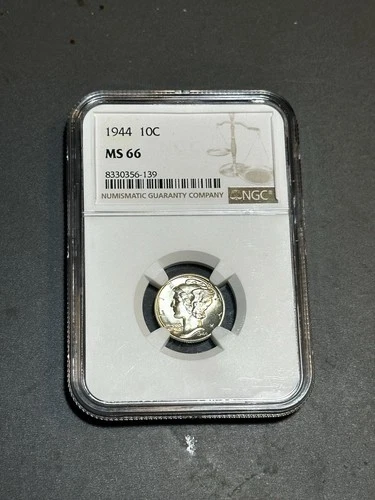 1944 10C
MS 66
8330356-139
NUMISMATIC GUARANTY COMPANY
NGC®